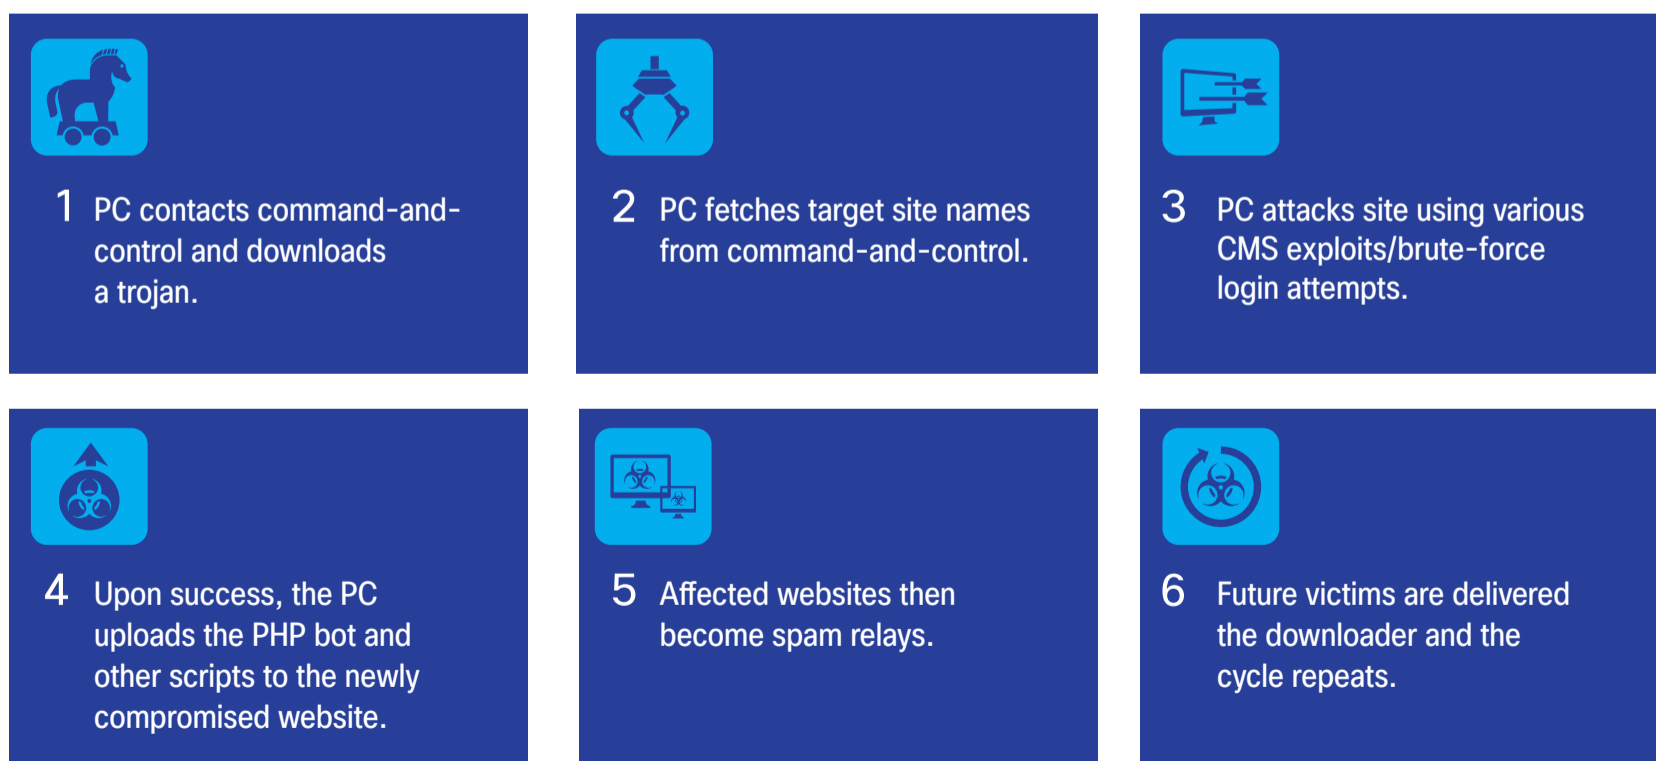 1 PC contacts command-and-
control and downloads
a trojan.
2 PC fetches target site names
from command-and-control.
3 PC attacks site using various
CMS exploits/brute-force
login attempts.
4 Upon success, the PC
uploads the PHP bot and
other scripts to the newly
compromised website.
5 Affected websites then
become spam relays.
6 Future victims are delivered
the downloader and the
cycle repeats.